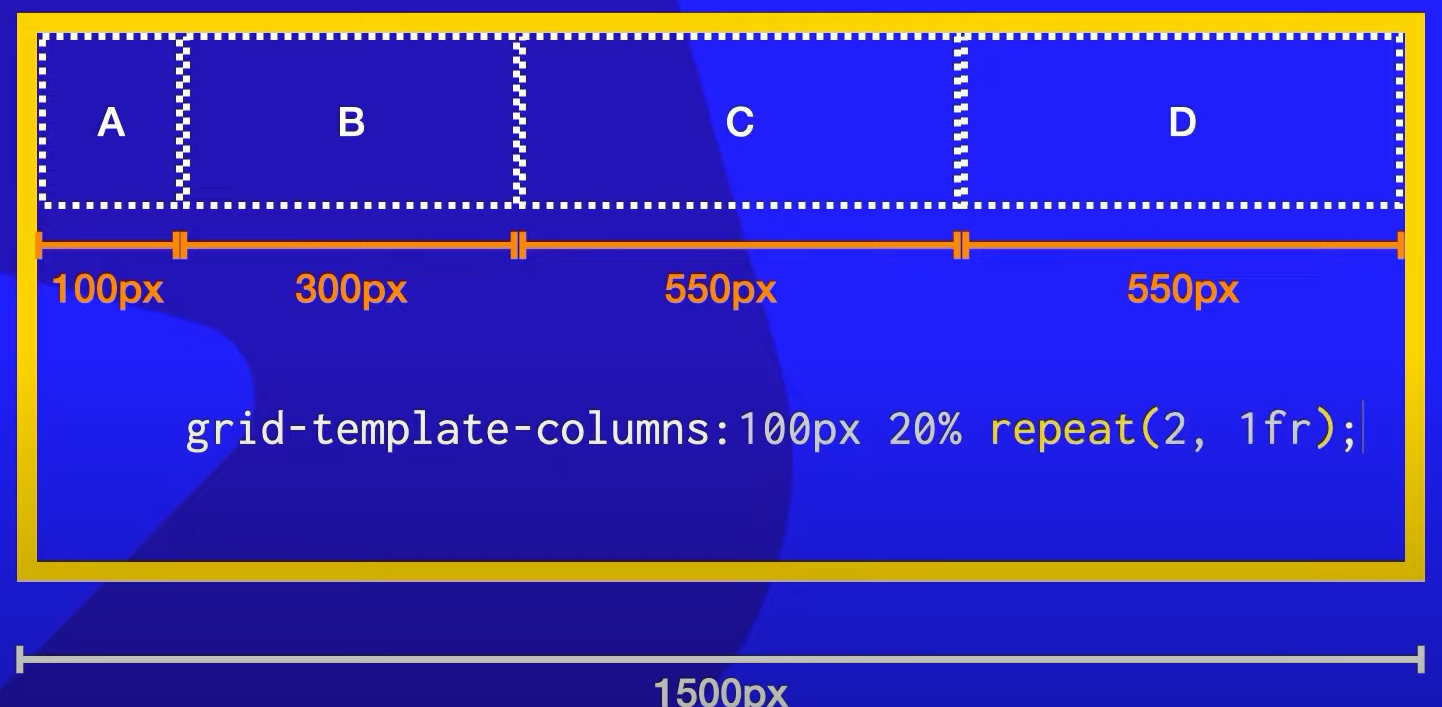 A B C D
100px 300px 550px 550px
grid-template-columns:100px 20% repeat(2, 1fr);
1500px